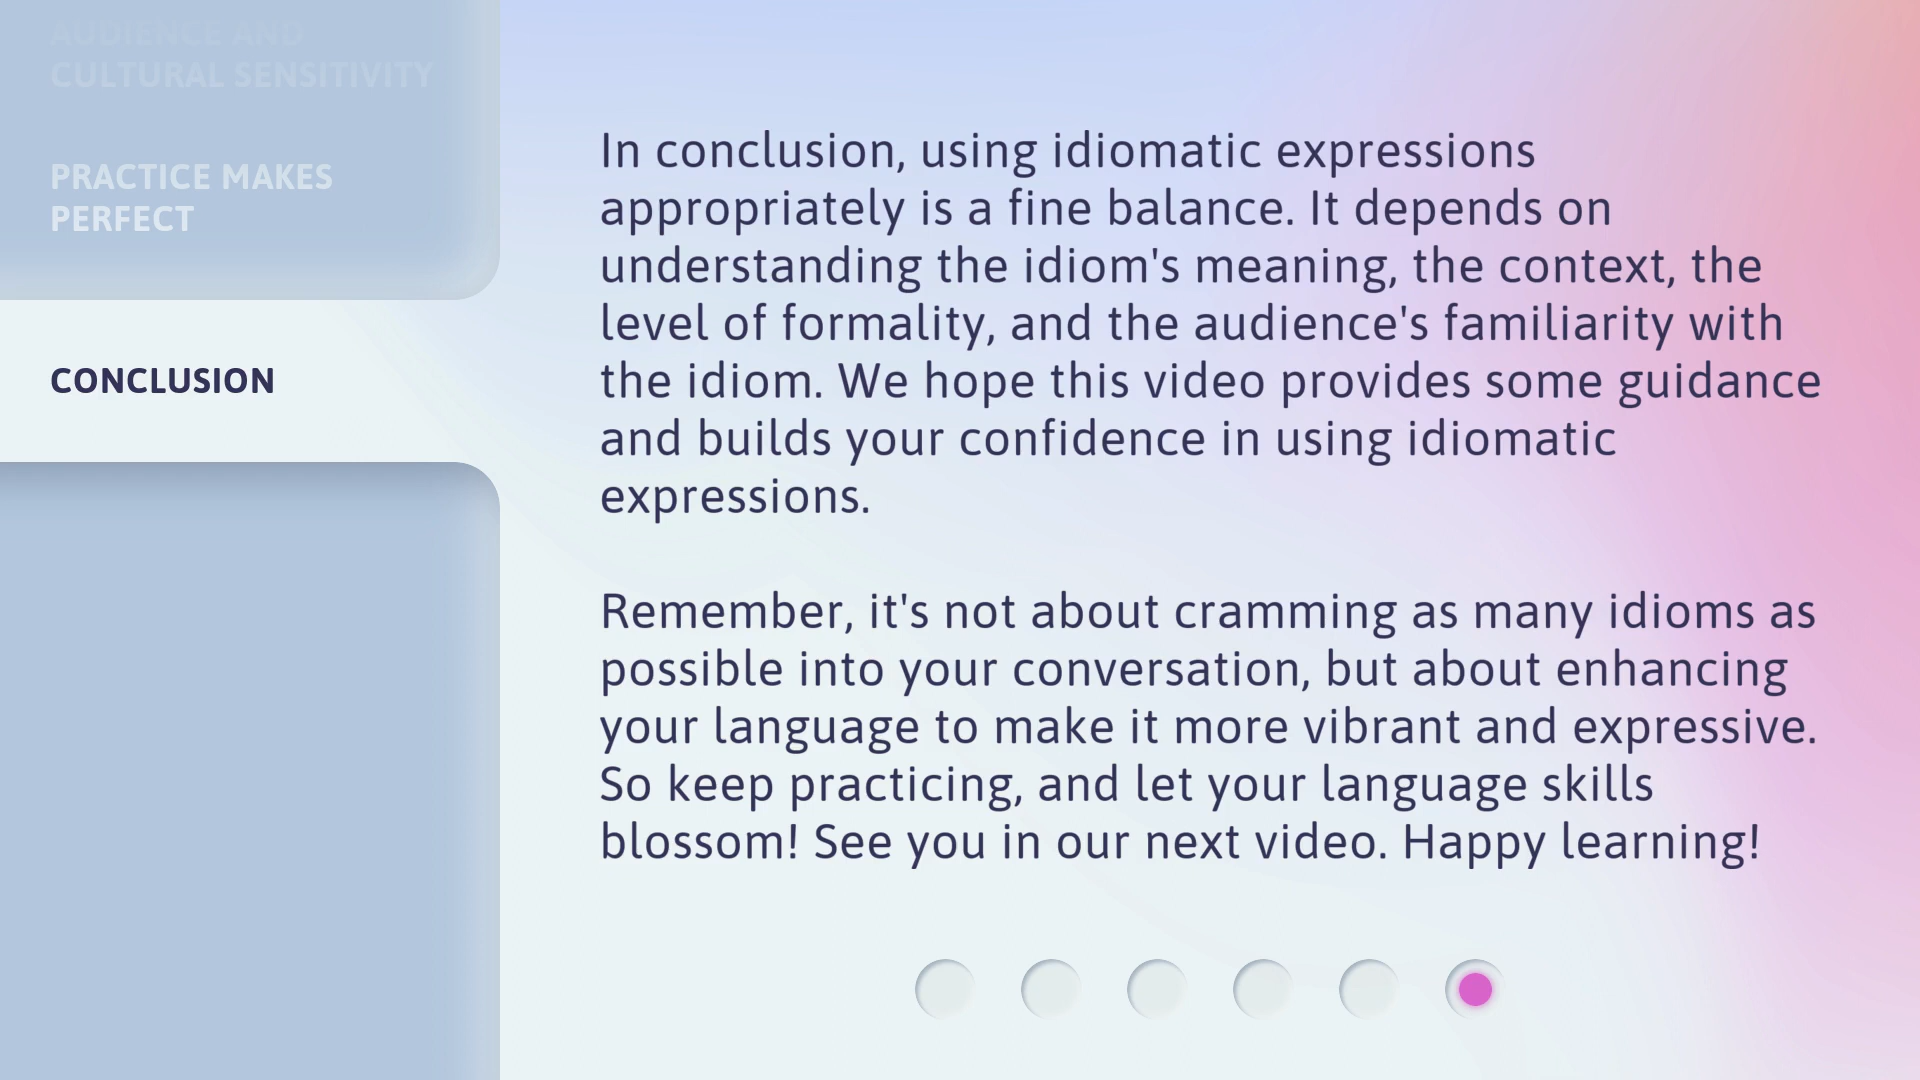 AUDIENCE AND
CULTURAL SENSITIVITY
PRACTICE MAKES
PERFECT
CONCLUSION
In conclusion, using idiomatic expressions
appropriately is a fine balance. It depends on
understanding the idiom's meaning, the context, the
level of formality, and the audience's familiarity with
the idiom. We hope this video provides some guidance
and builds your confidence in using idiomatic
expressions.
Remember, it's not about cramming as many idioms as
possible into your conversation, but about enhancing
your language to make it more vibrant and expressive.
So keep practicing, and let your language skills
blossom! See you in our next video. Happy learning!